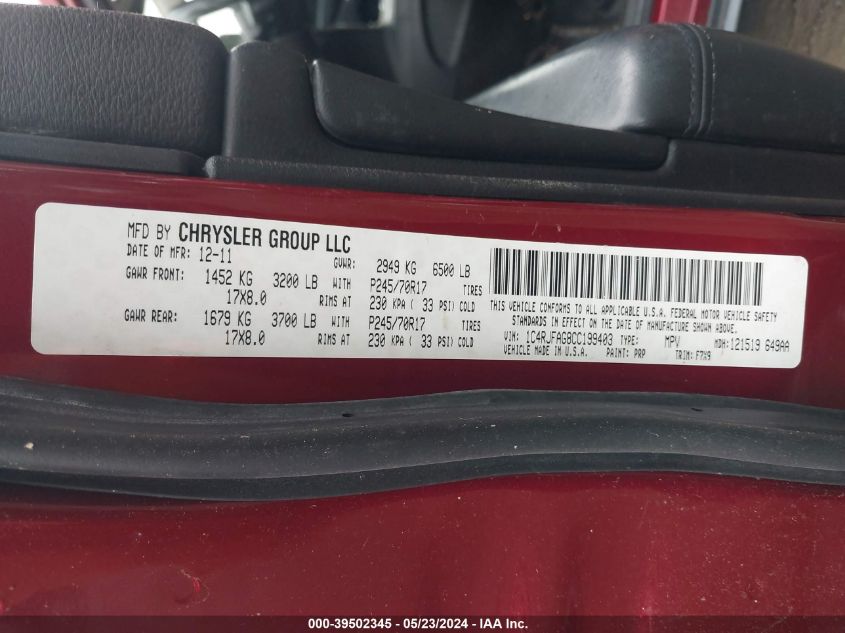 MFD BY CHRYSLER GROUP LLC
DATE OF MFR: 12-11 GVWR: 2949 KG 6500 LB
GAWR FRONT: 1452 KG 3200 LB WITH P245/70R17 TIRES
17X8.0 RIMS AT 230 KPA ( 33 PSI) COLD
GAWR REAR: 1679 KG 3700 LB WITH P245/70R17 TIRES
17X8.0 RIMS AT 230 KPA ( 33 PSI) COLD
THIS VEHICLE CONFORMS TO ALL APPLICABLE U.S.A. FEDERAL MOTOR VEHICLE SAFETY
STANDARDS IN EFFECT ON THE DATE OF MANUFACTURE SHOWN ABOVE.
VIN: 1C4RJFAG8CC199403 TYPE: MPV MDH: 121519 649AA
VEHICLE MADE IN U.S.A. PAINT: PRP TRIM: F7X9
000-39502345 - 05/23/2024 - IAA Inc.